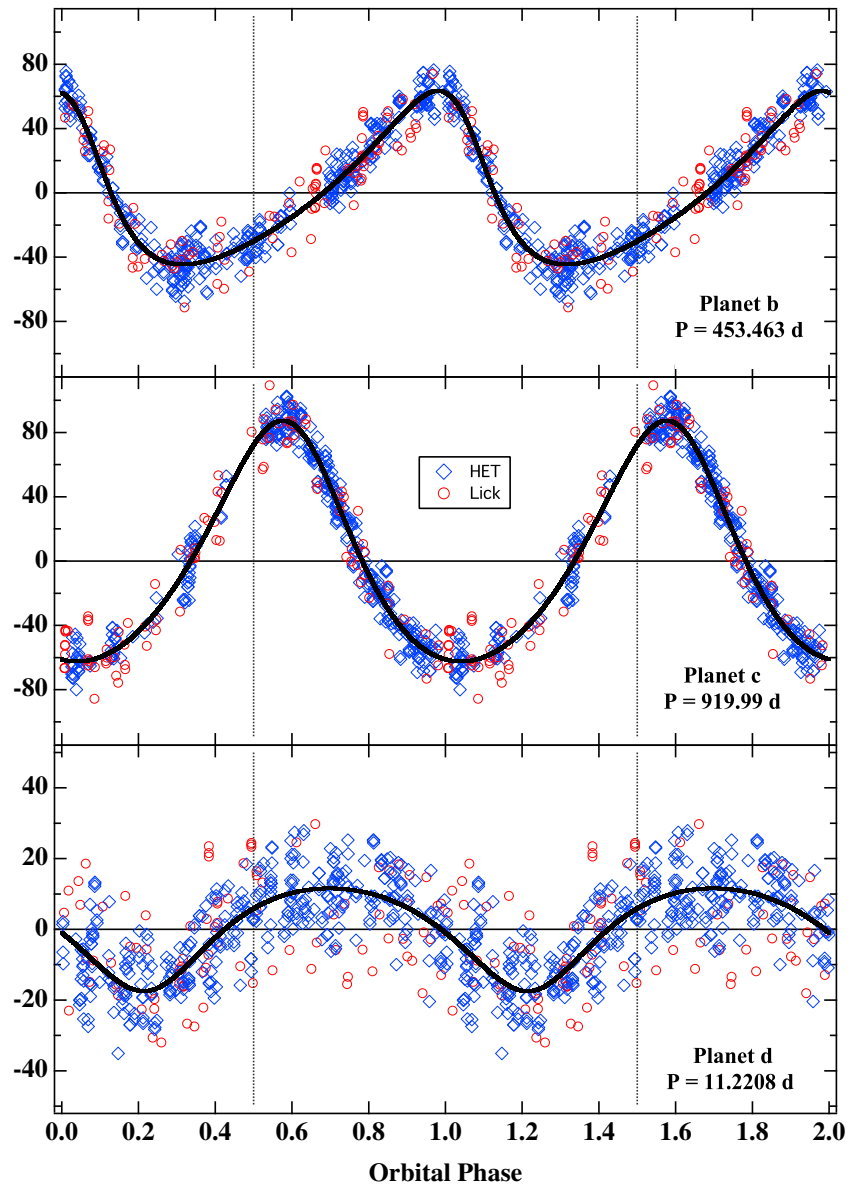 80
40
0
-40
-80
Planet b
P = 453.463 d
80
40
0
-40
-80
HET
Lick
Planet c
P = 919.99 d
40
20
0
-20
-40
Planet d
P = 11.2208 d
0.0 0.2 0.4 0.6 0.8 1.0 1.2 1.4 1.6 1.8 2.0
Orbital Phase